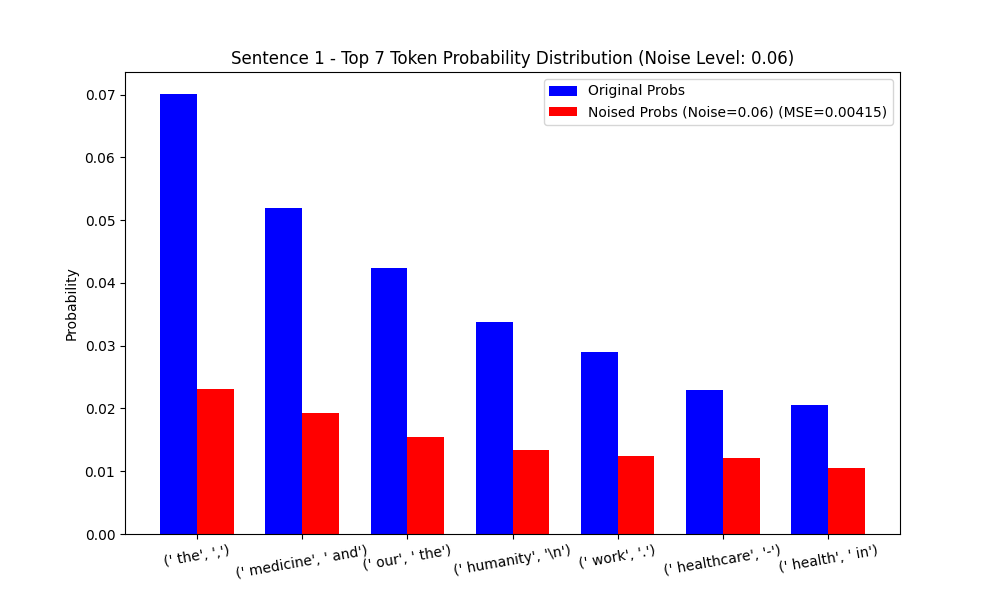 Sentence 1 - Top 7 Token Probability Distribution (Noise Level: 0.06)
Original Probs
Noised Probs (Noise=0.06) (MSE=0.00415)
Probability
0.07
0.06
0.05
0.04
0.03
0.02
0.01
0.00
(' the', ',')
(' medicine', ' and')
(' our', ' the')
(' humanity', '\n')
(' work', '.')
(' healthcare', '-')
(' health', ' in')